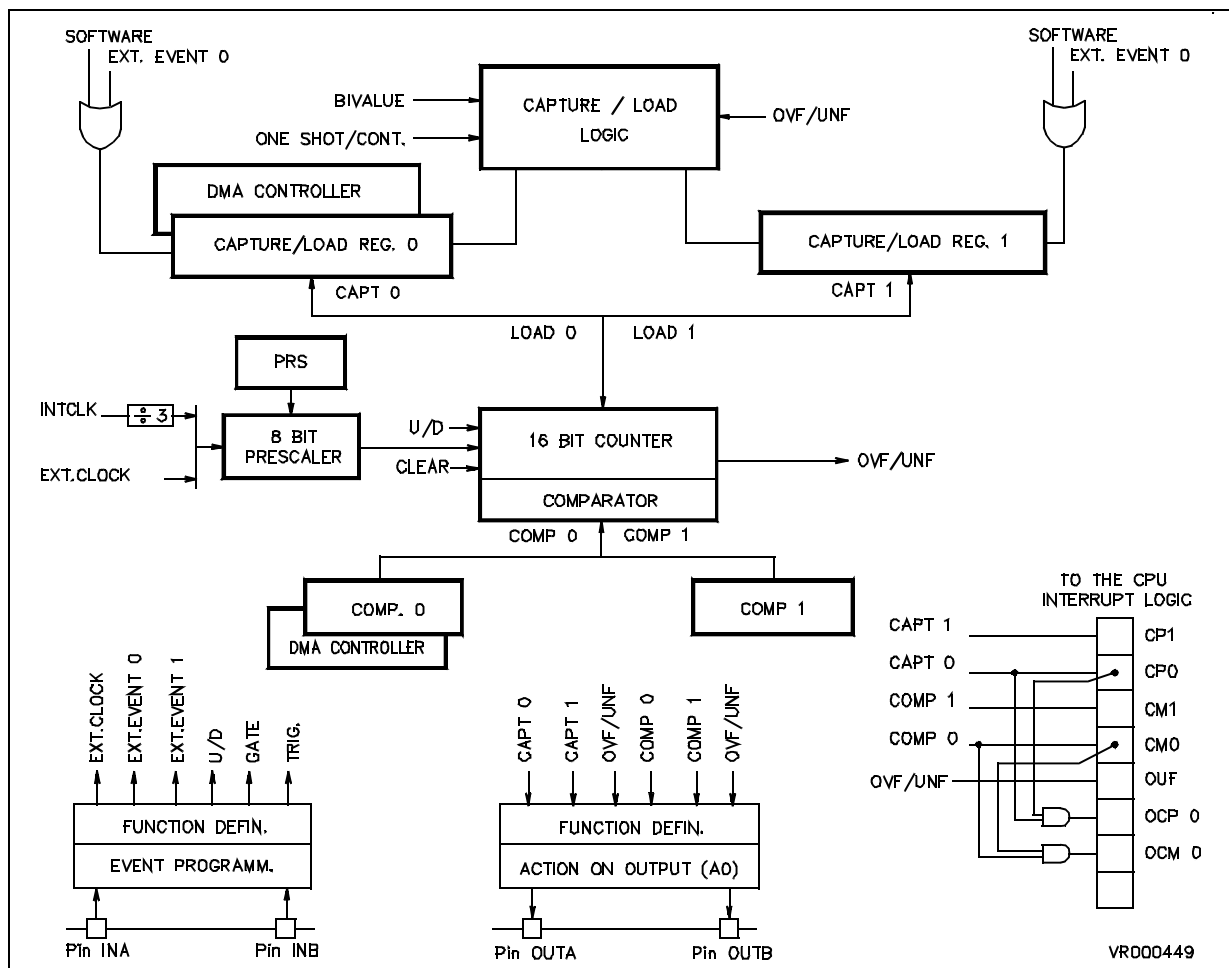 SOFTWARE
EXT. EVENT 0
SOFTWARE
EXT. EVENT 0
BIVALUE
ONE SHOT/CONT.
CAPTURE / LOAD
LOGIC
OVF/UNF
DMA CONTROLLER
CAPTURE/LOAD REG. 0
CAPTURE/LOAD REG. 1
CAPT 0
CAPT 1
LOAD 0
LOAD 1
PRS
INTCLK
÷ 3
8 BIT
PRESCALER
EXT.CLOCK
U/D
CLEAR
16 BIT COUNTER
COMPARATOR
OVF/UNF
COMP 0
COMP 1
COMP. 0
DMA CONTROLLER
COMP 1
TO THE CPU
INTERRUPT LOGIC
CAPT 1
CP1
CAPT 0
CP0
COMP 1
CM1
COMP 0
CM0
OVF/UNF
OUF
OCP 0
OCM 0
EXT.CLOCK
EXT.EVENT 0
EXT.EVENT 1
U/D
GATE
TRIG.
FUNCTION DEFIN.
EVENT PROGRAMM.
Pin INA
Pin INB
CAPT 0
CAPT 1
OVF/UNF
COMP 0
COMP 1
OVF/UNF
FUNCTION DEFIN.
ACTION ON OUTPUT (AO)
Pin OUTA
Pin OUTB
VR000449